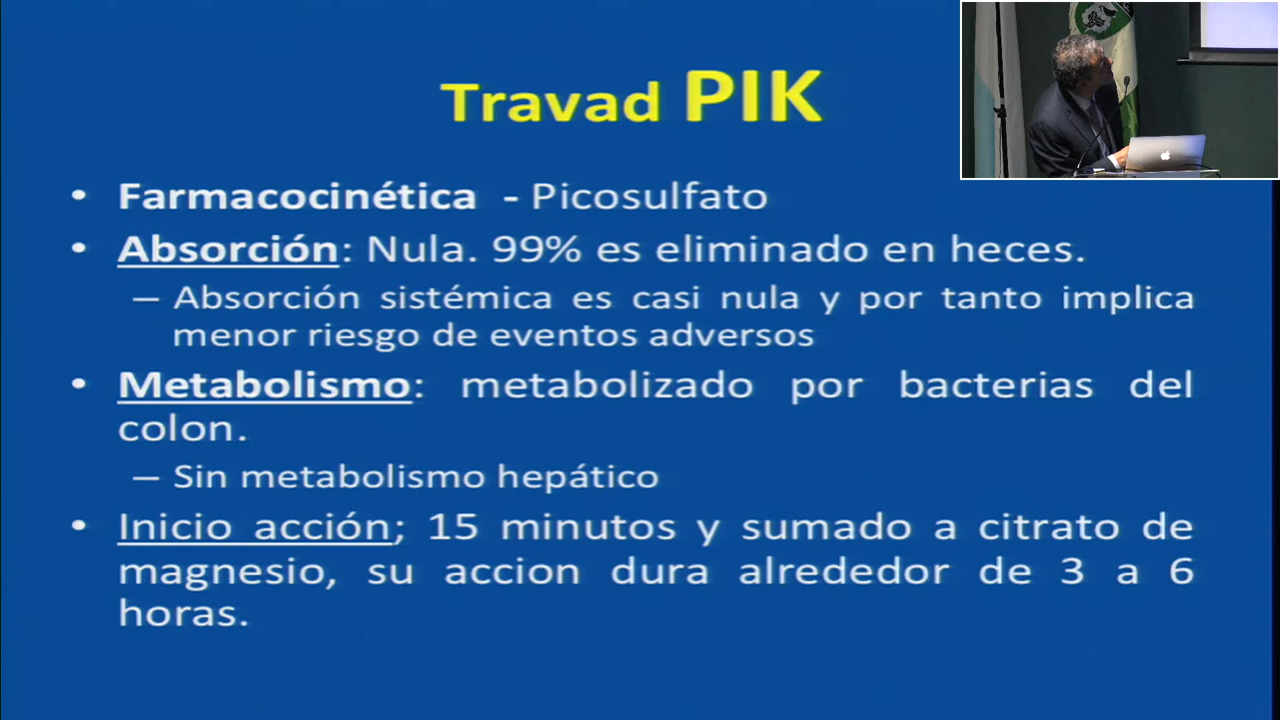 Travad PIK
• Farmacocinética - Picosulfato
• Absorción: Nula. 99% es eliminado en heces.
– Absorción sistémica es casi nula y por tanto implica
menor riesgo de eventos adversos
• Metabolismo: metabolizado por bacterias del
colon.
– Sin metabolismo hepático
• Inicio acción; 15 minutos y sumado a citrato de
magnesio, su accion dura alrededor de 3 a 6
horas.